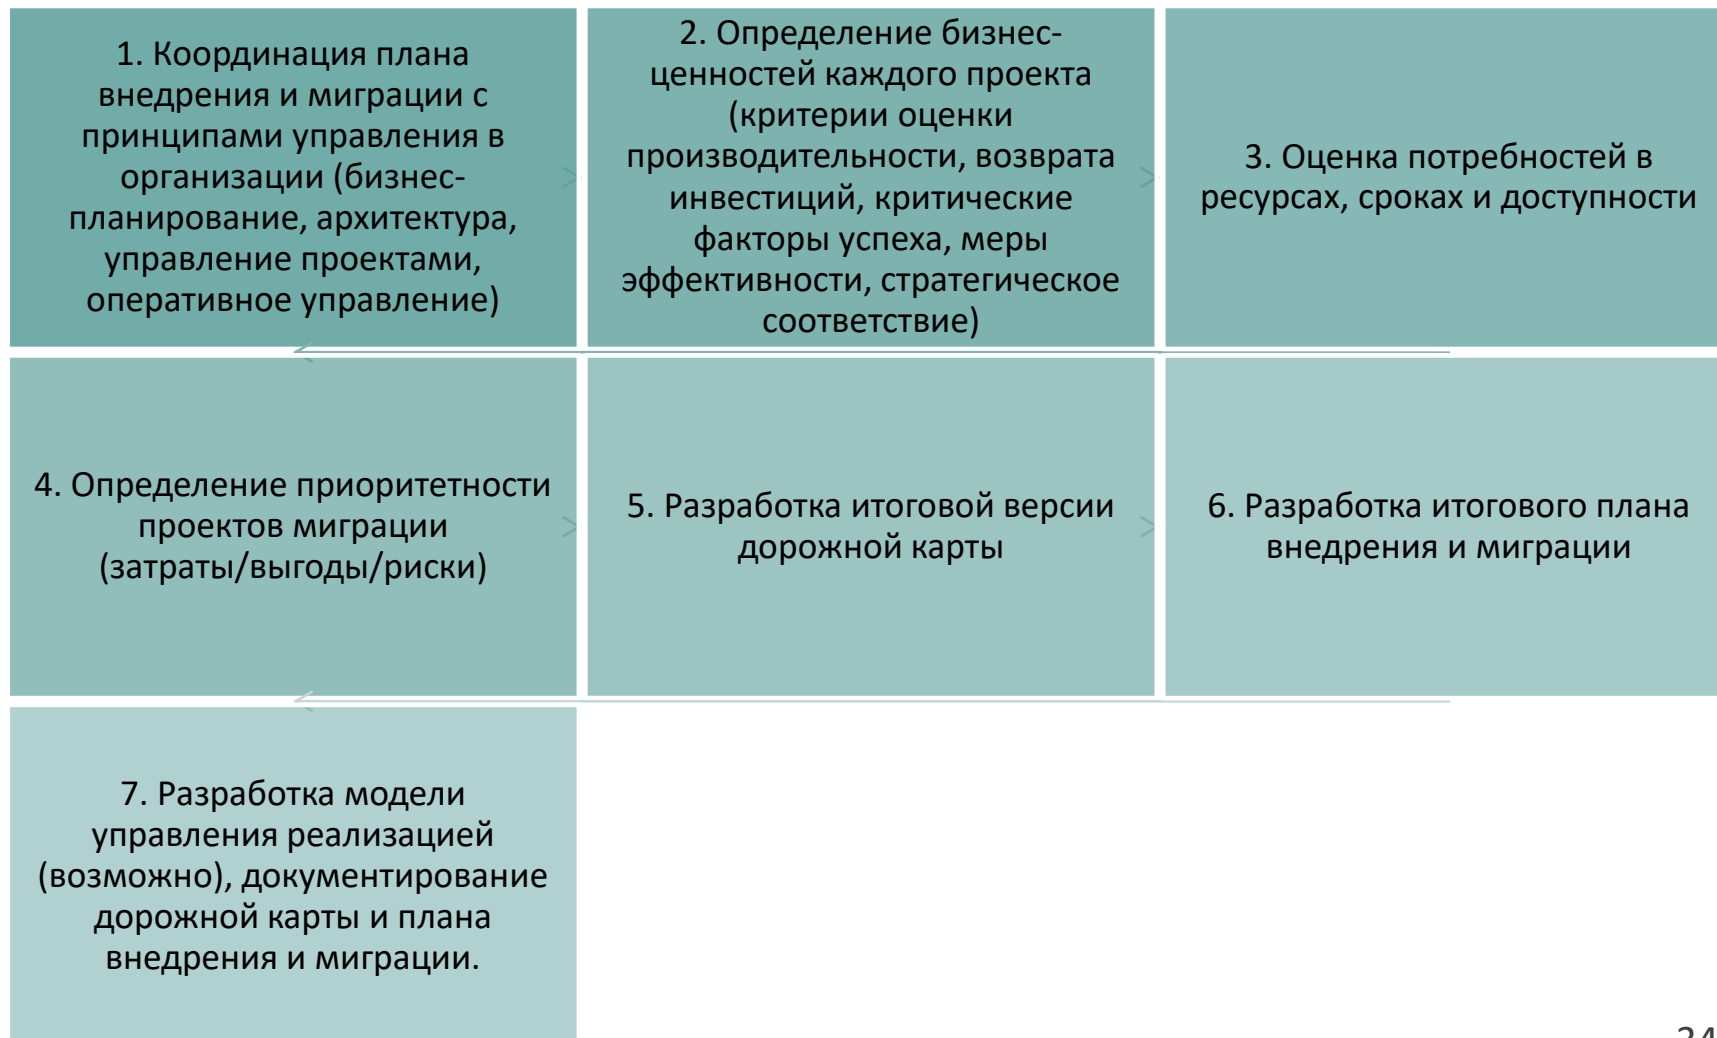 1. Координация плана
внедрения и миграции с
принципами управления в
организации (бизнес-
планирование, архитектура,
управление проектами,
оперативное управление)
2. Определение бизнес-
ценностей каждого проекта
(критерии оценки
производительности, возврата
инвестиций, критические
факторы успеха, меры
эффективности, стратегическое
соответствие)
3. Оценка потребностей в
ресурсах, сроках и доступности
4. Определение приоритетности
проектов миграции
(затраты/выгоды/риски)
5. Разработка итоговой версии
дорожной карты
6. Разработка итогового плана
внедрения и миграции
7. Разработка модели
управления реализацией
(возможно), документирование
дорожной карты и плана
внедрения и миграции.